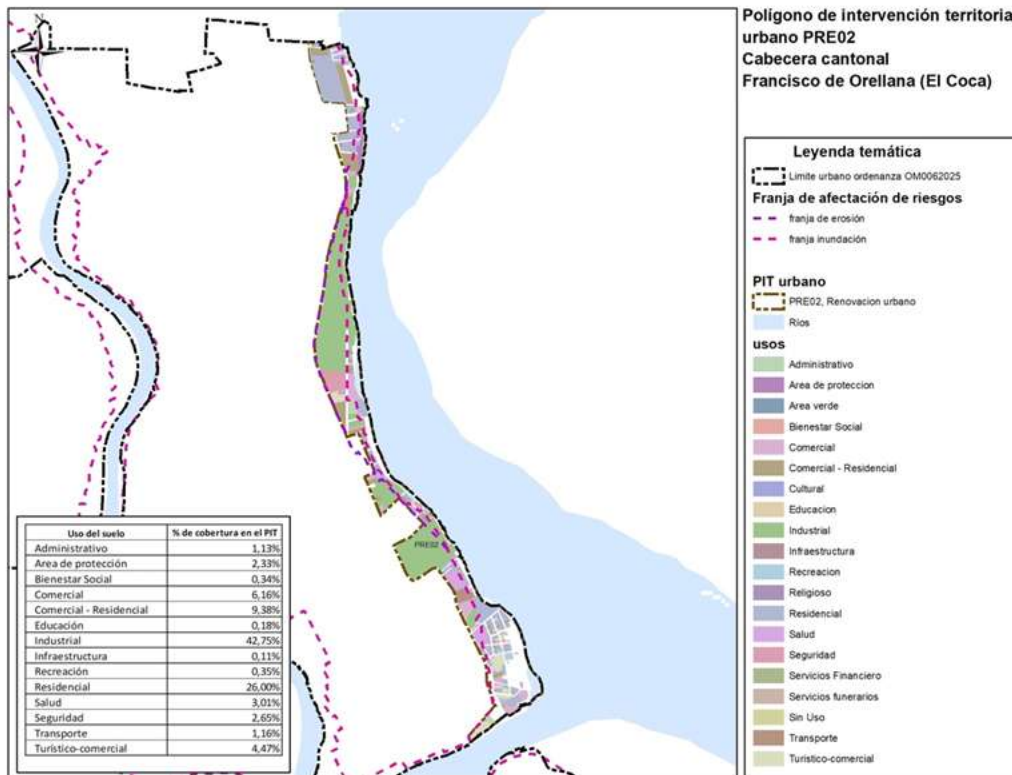 Polígono de intervención territoria
urbano PRE02
Cabecera cantonal
Francisco de Orellana (El Coca)
N
Leyenda temática
Límite urbano ordenanza OM0062025
Franja de afectación de riesgos
franja de erosión
franja inundación
PIT urbano
PRE02, Renovacion urbano
Ríos
usos
Administrativo
Area de proteccion
Area verde
Bienestar Social
Comercial
Comercial - Residencial
Cultural
Educacion
Industrial
Infraestructura
Recreacion
Religioso
Residencial
Salud
Seguridad
Servicios Financiero
Servicios funerarios
Sin Uso
Transporte
Turístico-comercial
PRE02
Uso del suelo % de cobertura en el PIT
Administrativo 1,13%
Area de protección 2,33%
Bienestar Social 0,34%
Comercial 6,16%
Comercial - Residencial 9,38%
Educación 0,18%
Industrial 42,75%
Infraestructura 0,11%
Recreación 0,35%
Residencial 26,00%
Salud 3,01%
Seguridad 2,65%
Transporte 1,16%
Turístico-comercial 4,47%